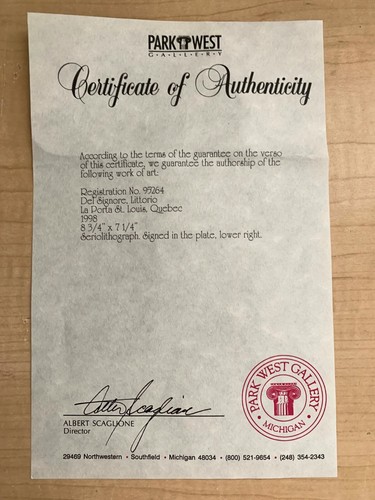 PARK WEST
G·A·L·L·E·R·Y
Certificate of Authenticity
According to the terms of the guarantee on the verso
of this certificate, we guarantee the authorship of the
following work of art:
Registration No. 95264
Del Signore, Littorio
La Porta St. Louis, Quebec
1998
8 3/4" x 7 1/4"
Seriolithograph. Signed in the plate, lower right.
ALBERT SCAGLIONE
Director
PARK WEST GALLERY
· MICHIGAN ·
29469 Northwestern • Southfield • Michigan 48034 • (800) 521-9654 • (248) 354-2343